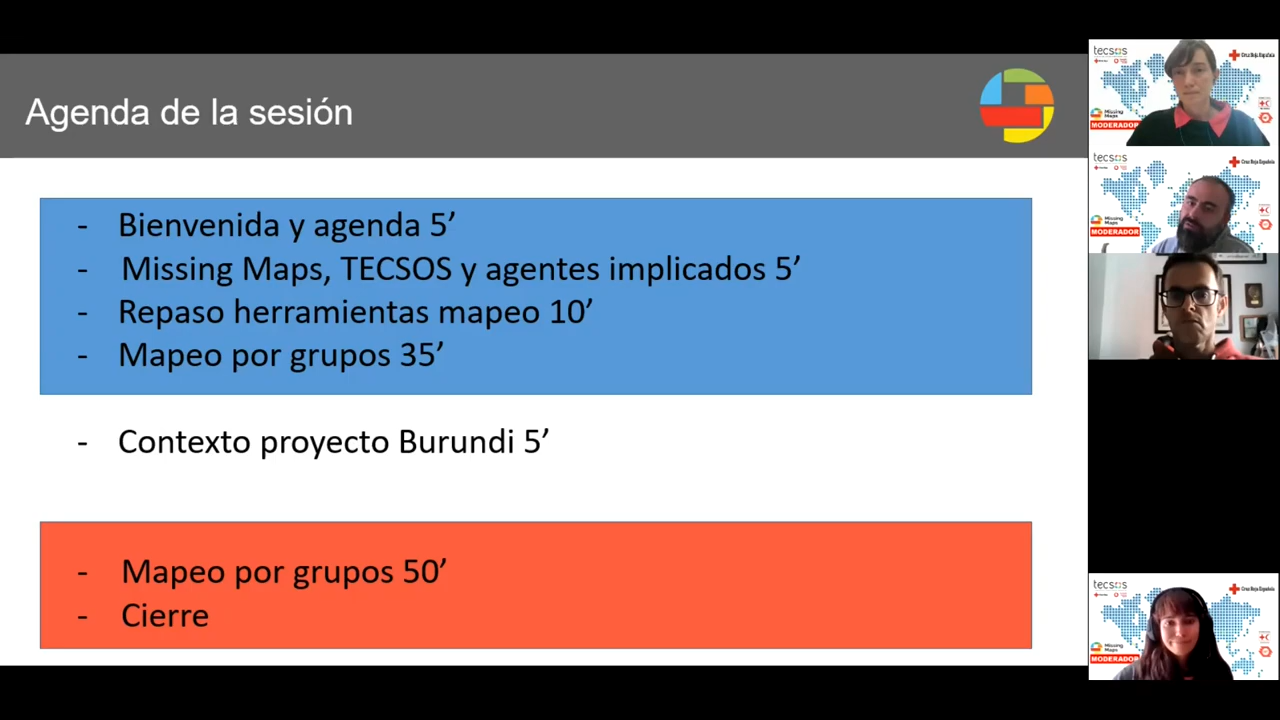 Agenda de la sesión
- Bienvenida y agenda 5’
- Missing Maps, TECSOS y agentes implicados 5’
- Repaso herramientas mapeo 10’
- Mapeo por grupos 35’
- Contexto proyecto Burundi 5’
- Mapeo por grupos 50’
- Cierre
tecsos
Cruz Roja Española
Missing
Maps
MODERADOR
tecsos
Cruz Roja Española
Missing
Maps
MODERADOR
tecsos
Cruz Roja Española
Missing
Maps
MODERADOR